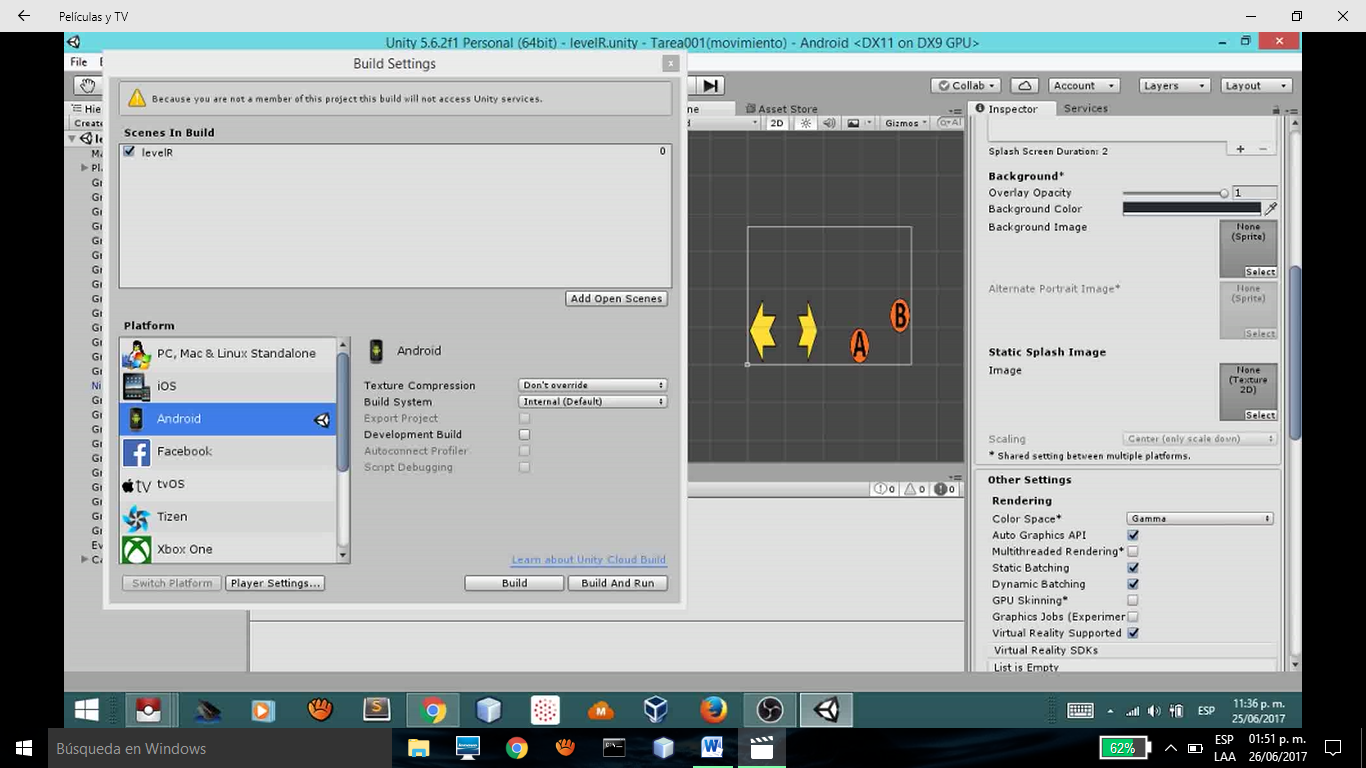 Películas y TV
Unity 5.6.2f1 Personal (64bit) - levelR.unity - Tarea001(movimiento) - Android <DX11 on DX9 GPU>
File
Build Settings
Because you are not a member of this project this build will not access Unity services.
Scenes In Build
levelR 0
Add Open Scenes
Platform
PC, Mac & Linux Standalone
iOS
Android
Facebook
tvOS
Tizen
Xbox One
Android
Texture Compression Don't override
Build System Internal (Default)
Export Project
Development Build
Autoconnect Profiler
Script Debugging
Learn about Unity Cloud Build
Switch Platform Player Settings... Build Build And Run
Collab Account Layers Layout
Asset Store
2D Gizmos
A
B
Inspector Services
Splash Screen Duration: 2
Background*
Overlay Opacity 1
Background Color
Background Image
None
(Sprite)
Select
Alternate Portrait Image*
None
(Sprite)
Select
Static Splash Image
Image
None
(Texture
2D)
Select
Scaling Center (only scale down)
* Shared setting between multiple platforms.
Other Settings
Rendering
Color Space* Gamma
Auto Graphics API
Multithreaded Rendering*
Static Batching
Dynamic Batching
GPU Skinning*
Graphics Jobs (Experimer
Virtual Reality Supported
Virtual Reality SDKs
List is Empty
0 0 0
ESP
11:36 p. m.
25/06/2017
Búsqueda en Windows
62%
ESP
LAA
01:51 p. m.
26/06/2017